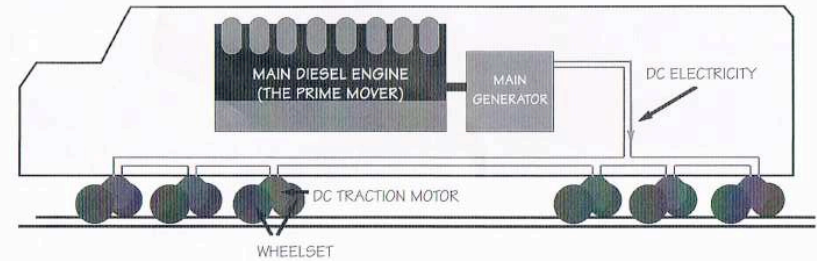 MAIN DIESEL ENGINE
(THE PRIME MOVER)
MAIN
GENERATOR
DC ELECTRICITY
DC TRACTION MOTOR
WHEELSET